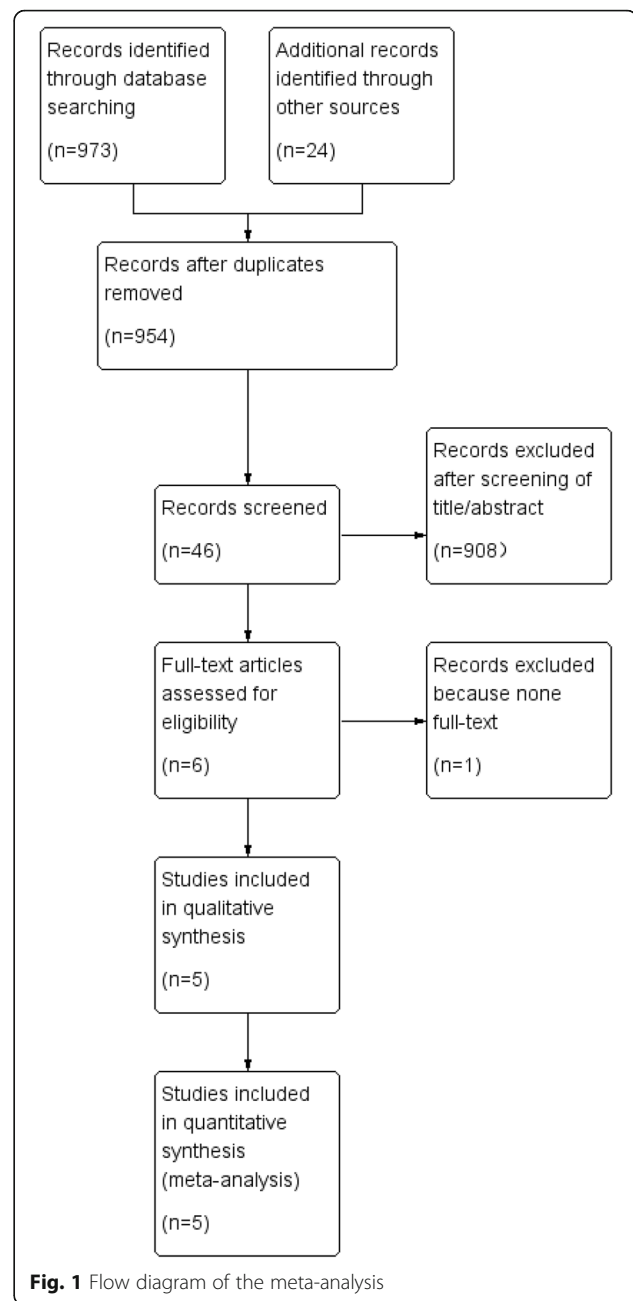 Records identified
through database
searching
(n=973)
Additional records
identified through
other sources
(n=24)
Records after duplicates
removed
(n=954)
Records excluded
after screening of
title/abstract
(n=908）
Records screened
(n=46)
Full-text articles
assessed for
eligibility
(n=6)
Records excluded
because none
full-text
(n=1)
Studies included
in qualitative
synthesis
(n=5)
Studies included
in quantitative
synthesis
(meta-analysis)
(n=5)
Fig. 1 Flow diagram of the meta-analysis